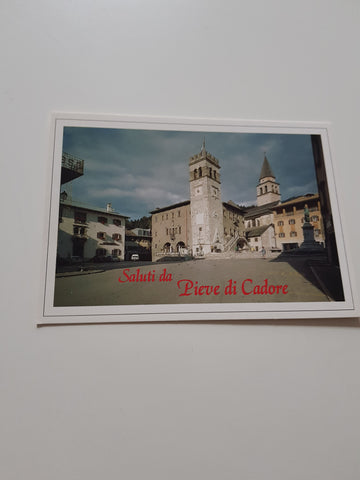 Saluti da
Pieve di Cadore